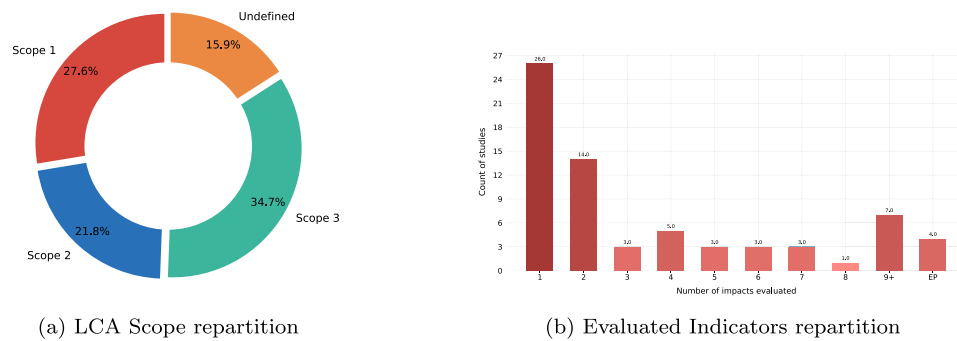 Undefined
15.9%
Scope 1
27.6%
34.7%
Scope 3
21.8%
Scope 2
(a) LCA Scope repartition
27
24
21
18
15
12
9
6
3
0
Count of studies
26.0
14.0
3.0
5.0
3.0
3.0
3.0
1.0
7.0
4.0
1 2 3 4 5 6 7 8 9+ EP
Number of impacts evaluated
(b) Evaluated Indicators repartition